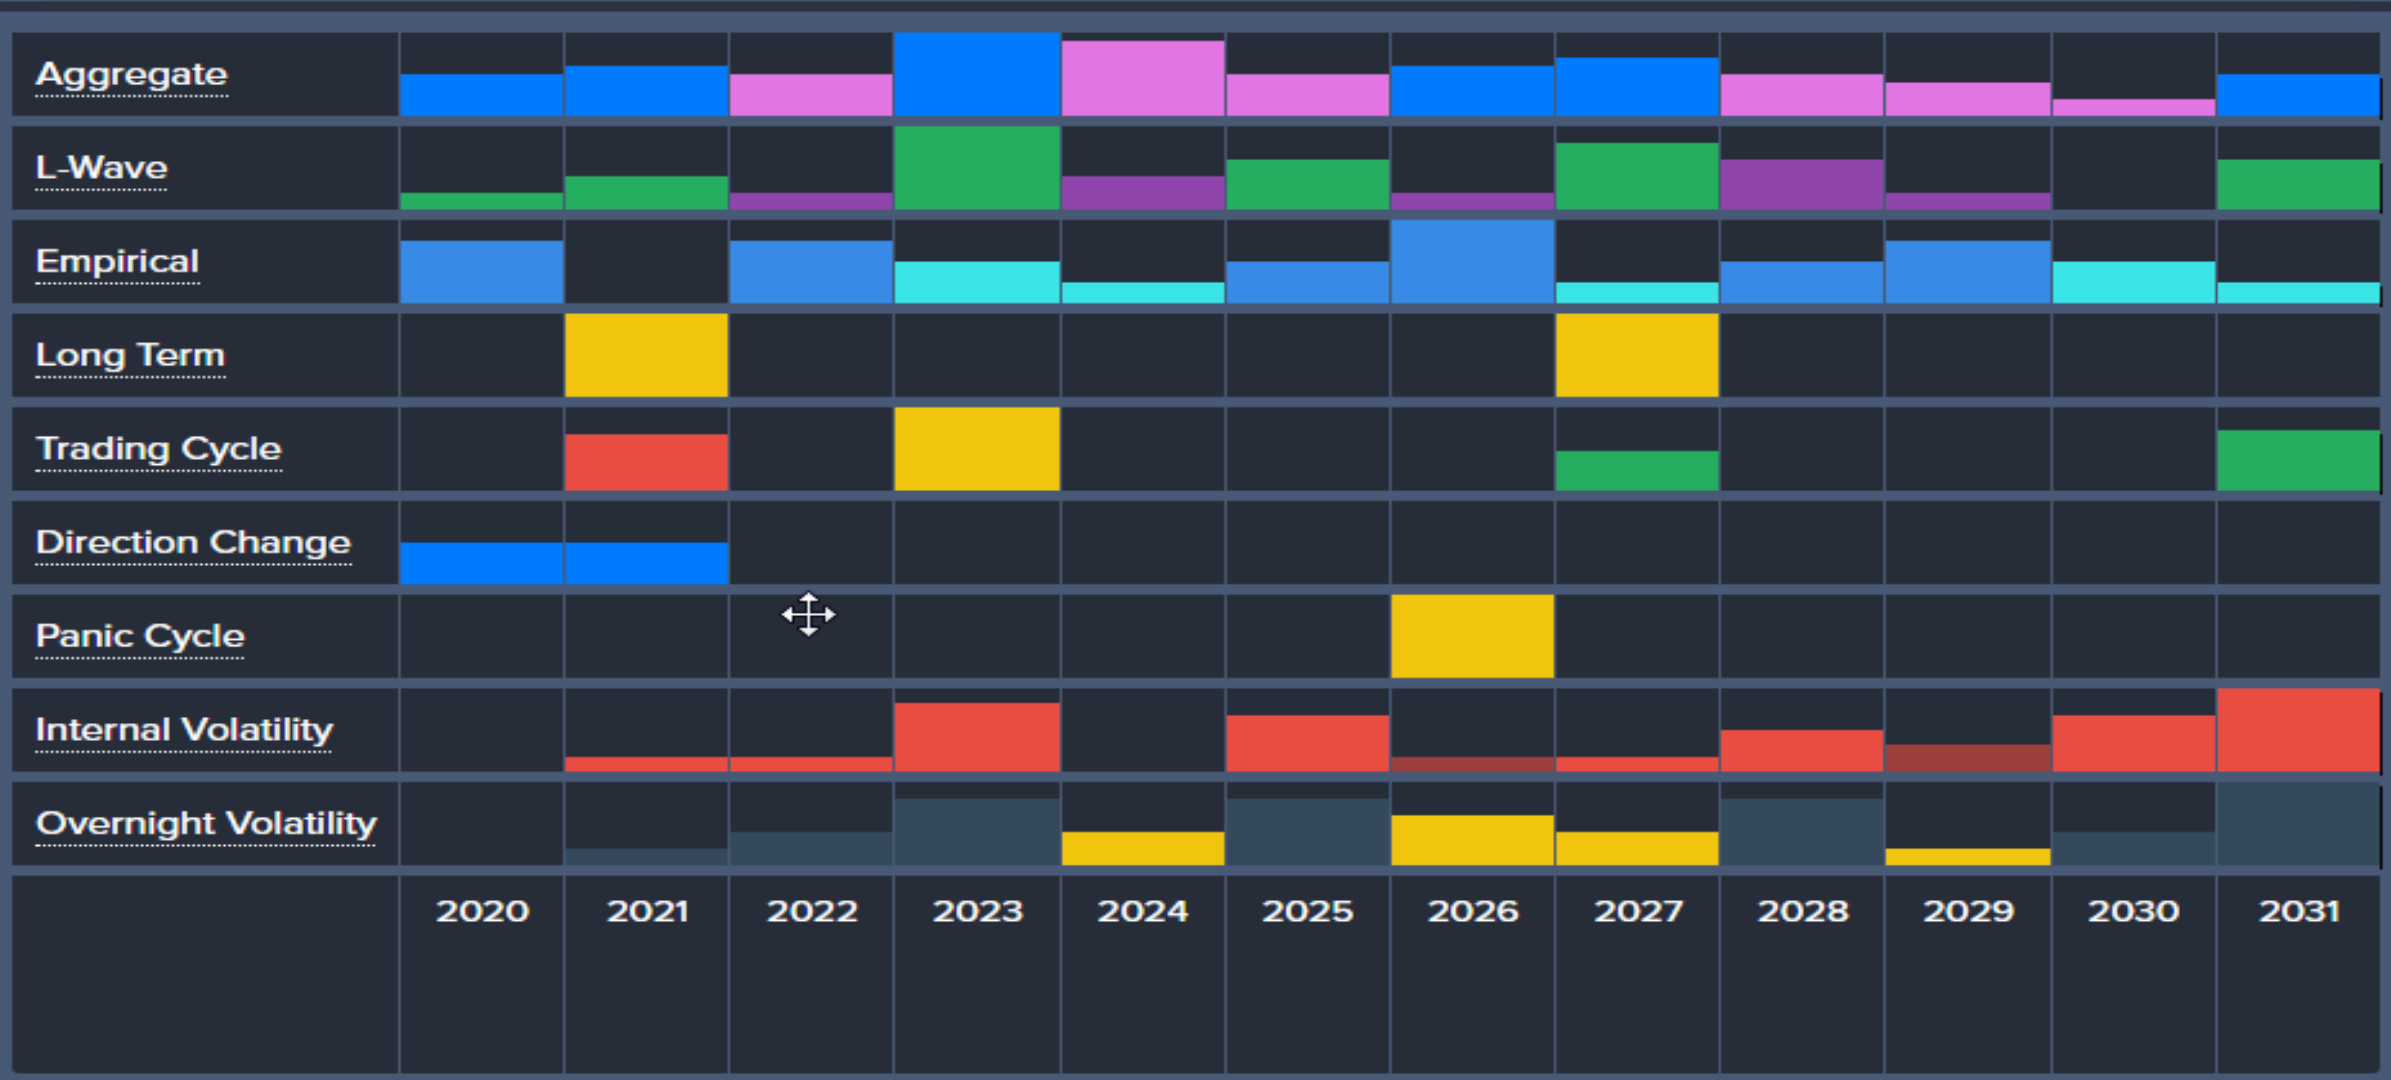 Aggregate
L-Wave
Empirical
Long Term
Trading Cycle
Direction Change
Panic Cycle
Internal Volatility
Overnight Volatility
2020 2021 2022 2023 2024 2025 2026 2027 2028 2029 2030 2031